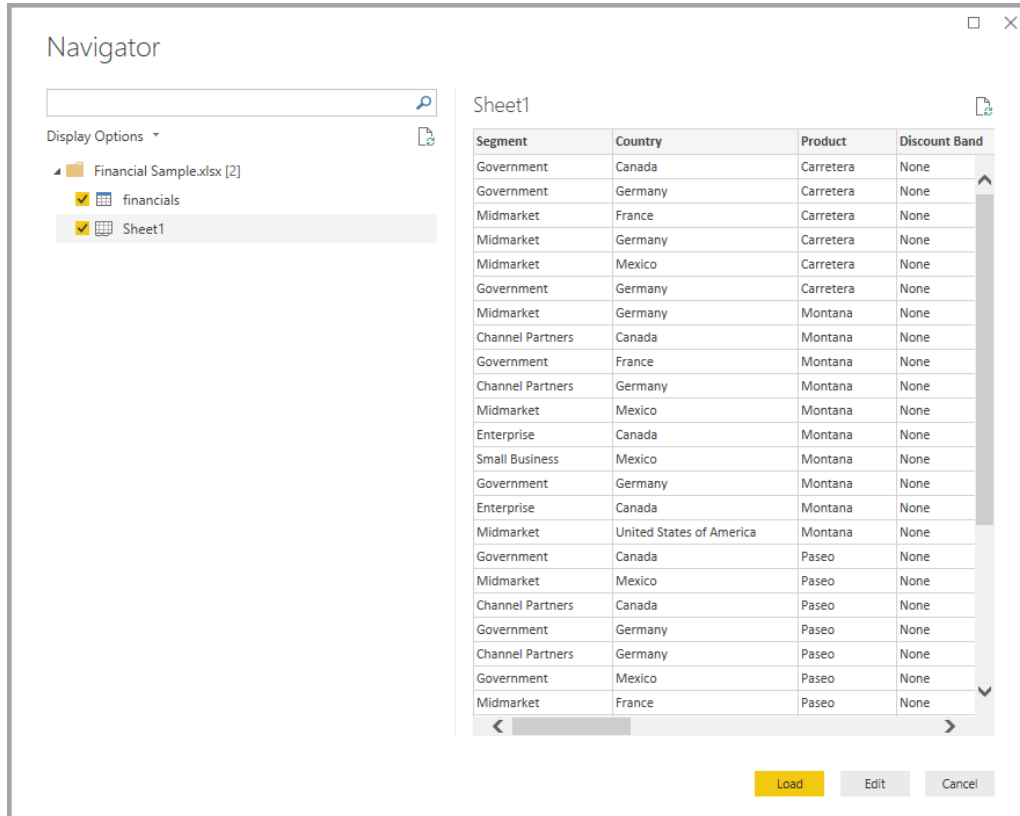 Navigator
Display Options
Financial Sample.xlsx [2]
financials
Sheet1
Sheet1
Segment Country Product Discount Band
Government Canada Carretera None
Government Germany Carretera None
Midmarket France Carretera None
Midmarket Germany Carretera None
Midmarket Mexico Carretera None
Government Germany Carretera None
Midmarket Germany Montana None
Channel Partners Canada Montana None
Government France Montana None
Channel Partners Germany Montana None
Midmarket Mexico Montana None
Enterprise Canada Montana None
Small Business Mexico Montana None
Government Germany Montana None
Enterprise Canada Montana None
Midmarket United States of America Montana None
Government Canada Paseo None
Midmarket Mexico Paseo None
Channel Partners Canada Paseo None
Government Germany Paseo None
Channel Partners Germany Paseo None
Government Mexico Paseo None
Midmarket France Paseo None
Load Edit Cancel